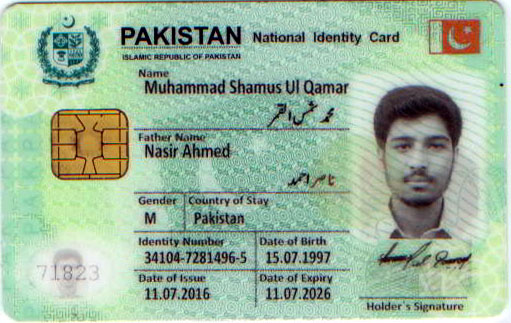 PAKISTAN National Identity Card
ISLAMIC REPUBLIC OF PAKISTAN
Name
Muhammad Shamus Ul Qamar
محمد شمس القمر
Father Name
Nasir Ahmed
ناصر احمد
Gender Country of Stay
M Pakistan
Identity Number Date of Birth
34104-7281496-5 15.07.1997
71823
Date of Issue Date of Expiry
11.07.2016 11.07.2026
Holder's Signature